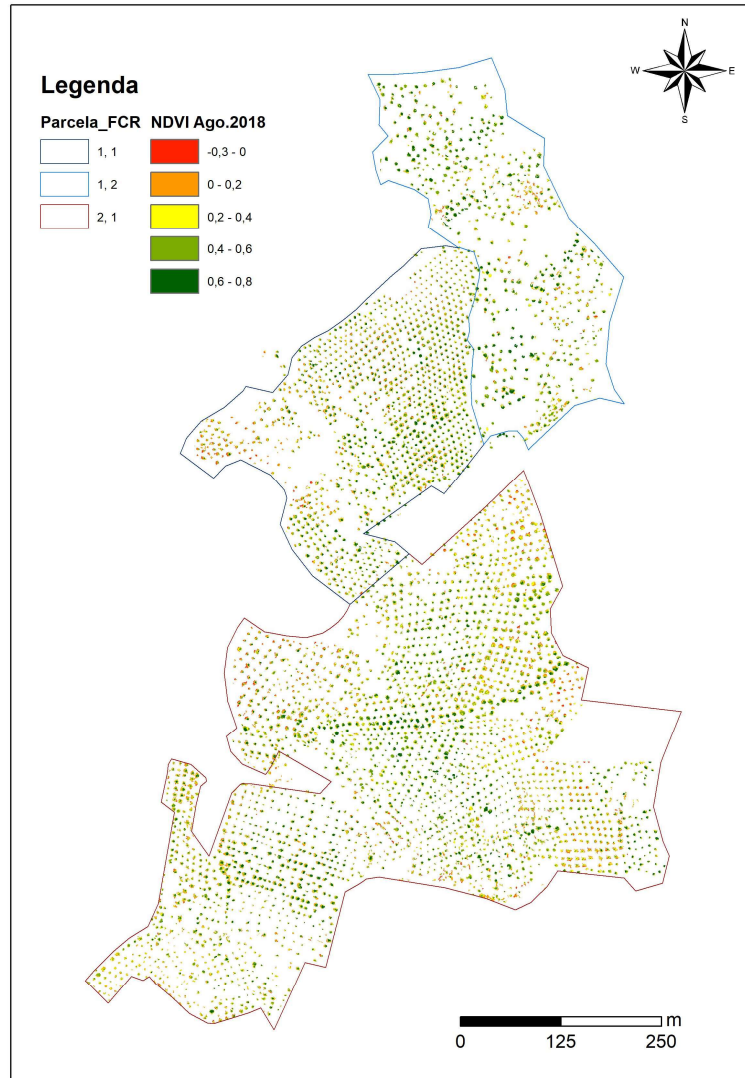 N
W E
S
Legenda
Parcela_FCR NDVI Ago.2018
1, 1 -0,3 - 0
1, 2 0 - 0,2
2, 1 0,2 - 0,4
0,4 - 0,6
0,6 - 0,8
m
0 125 250